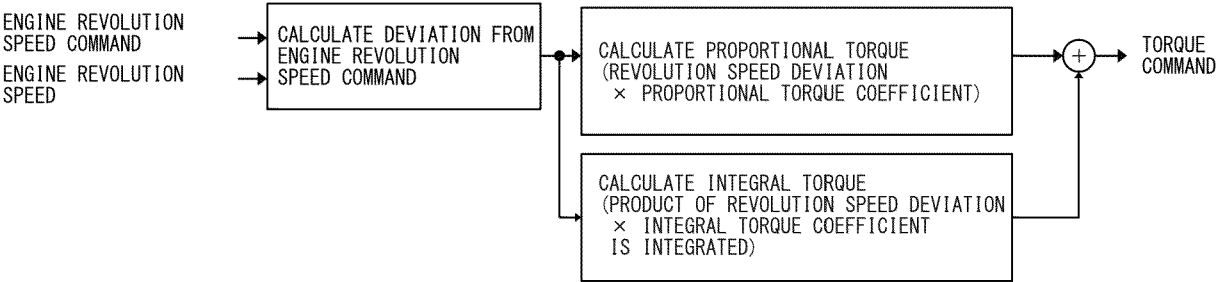 ENGINE REVOLUTION
SPEED COMMAND
ENGINE REVOLUTION
SPEED
CALCULATE DEVIATION FROM
ENGINE REVOLUTION
SPEED COMMAND
CALCULATE PROPORTIONAL TORQUE
(REVOLUTION SPEED DEVIATION
× PROPORTIONAL TORQUE COEFFICIENT)
CALCULATE INTEGRAL TORQUE
(PRODUCT OF REVOLUTION SPEED DEVIATION
× INTEGRAL TORQUE COEFFICIENT
IS INTEGRATED)
+
TORQUE
COMMAND